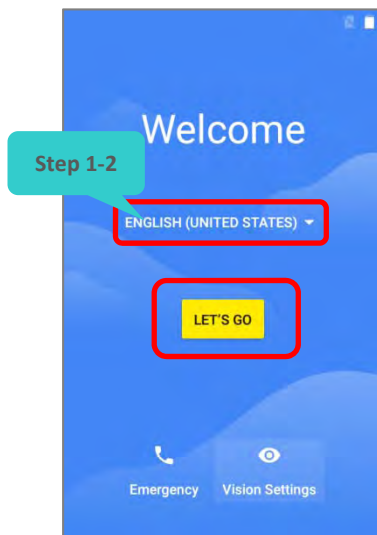 Welcome
Step 1-2
ENGLISH (UNITED STATES)
LET'S GO
Emergency Vision Settings